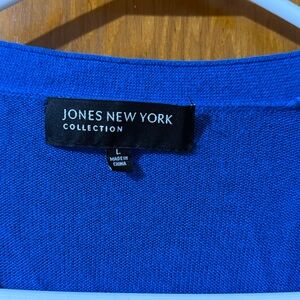 JONES NEW YORK
COLLECTION
L
MADE IN
CHINA